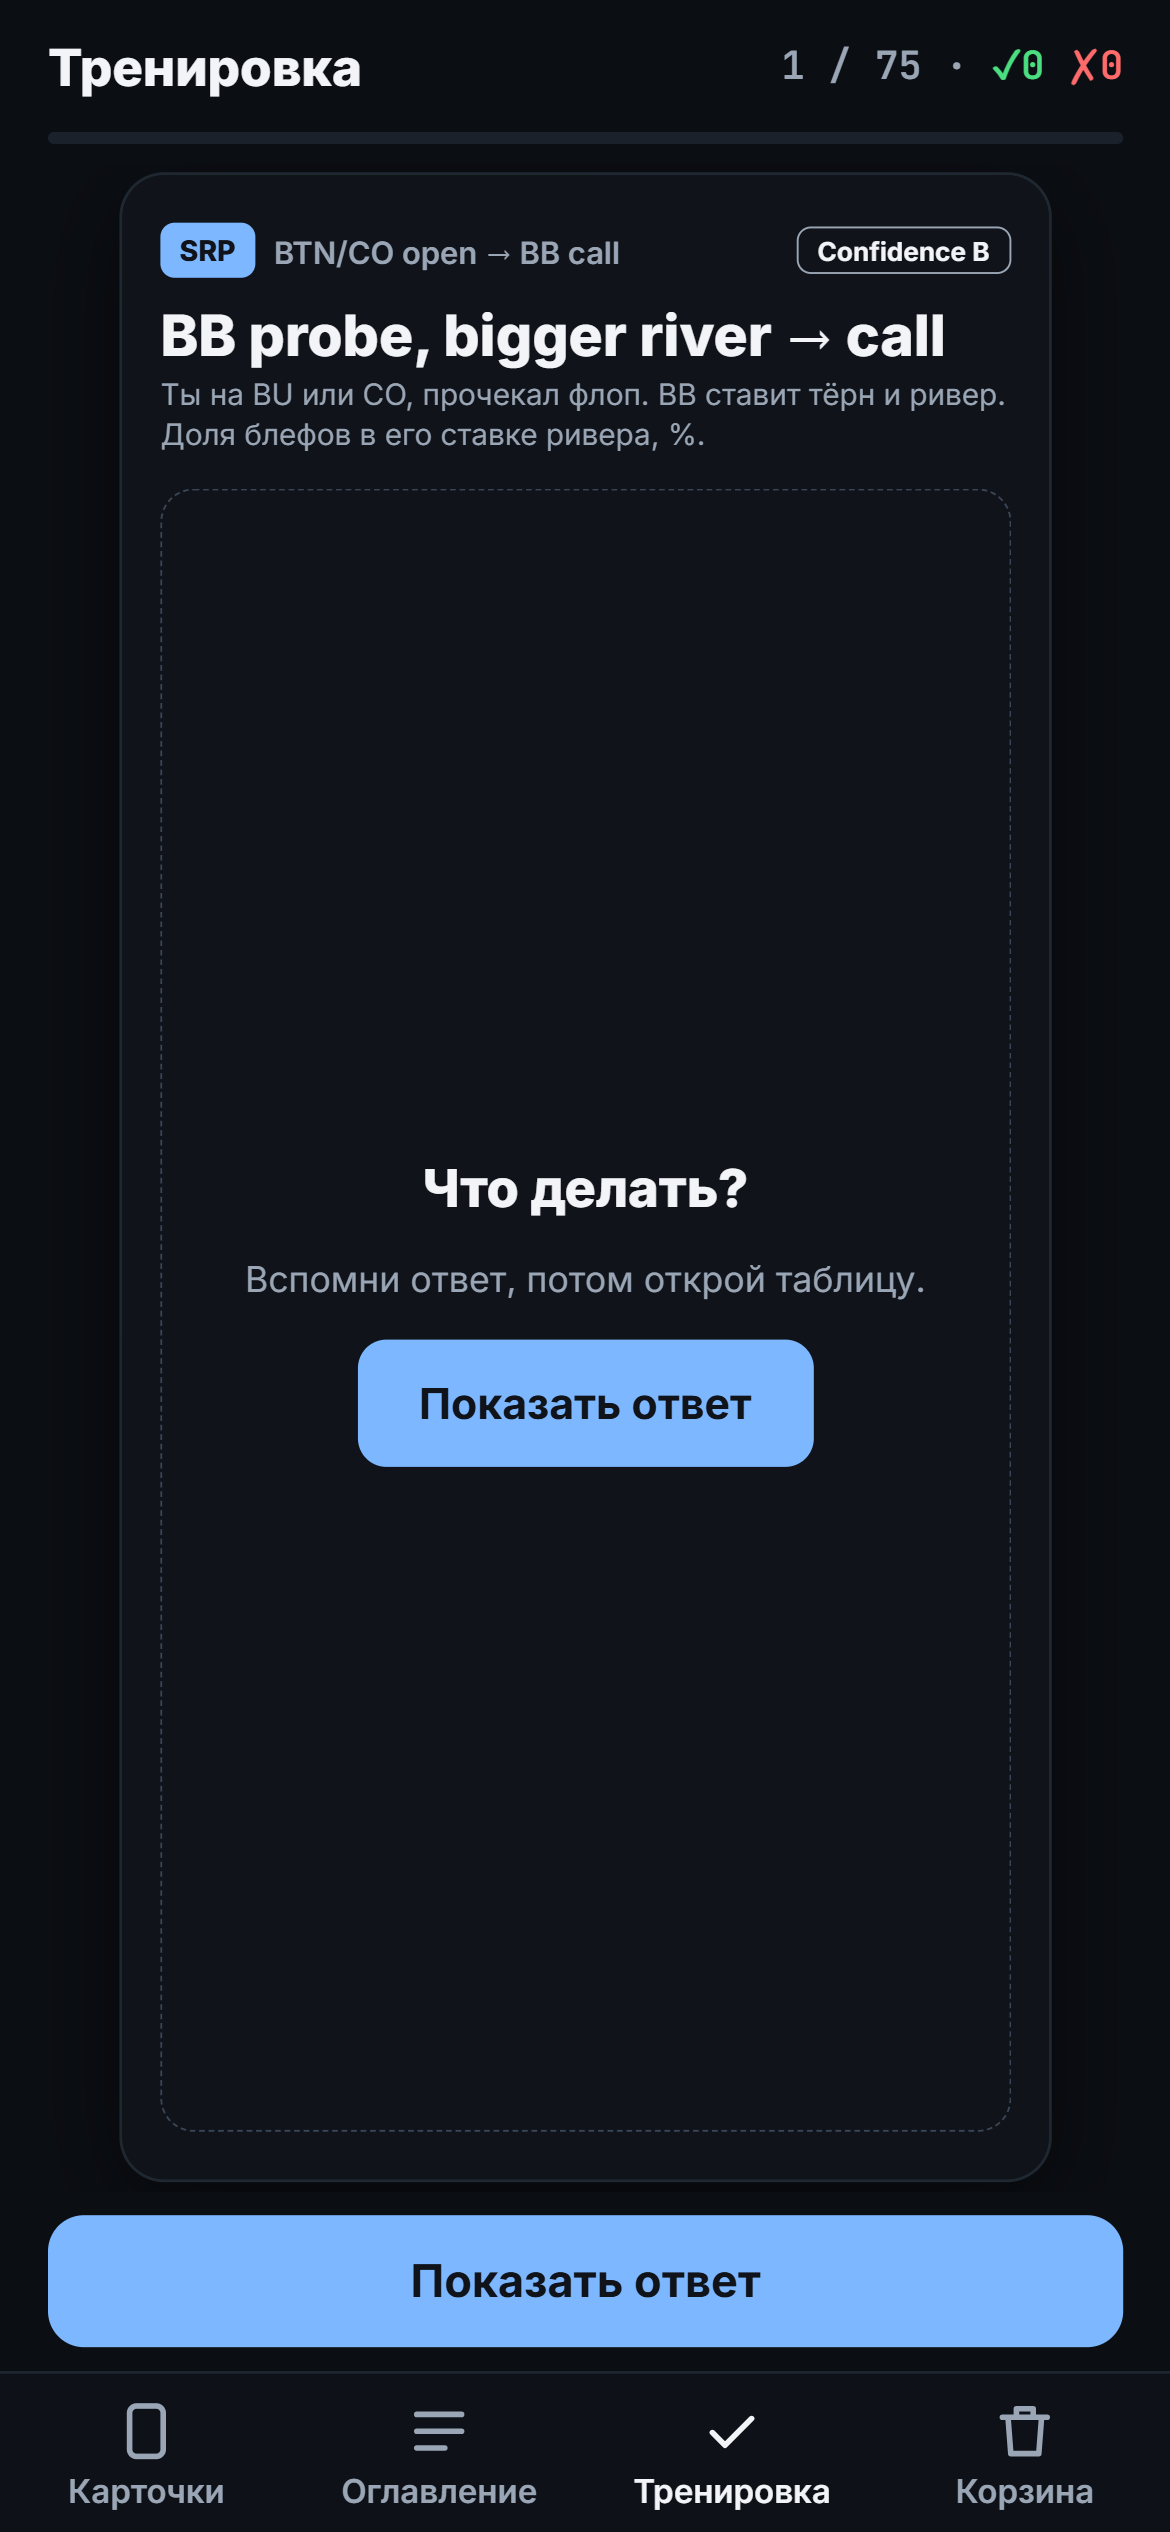 Тренировка
1 / 75 · ✓0 ✗0
SRP BTN/CO open → BB call Confidence B
BB probe, bigger river → call
Ты на BU или CO, прочекал флоп. BB ставит тёрн и ривер.
Доля блефов в его ставке ривера, %.
Что делать?
Вспомни ответ, потом открой таблицу.
Показать ответ
Показать ответ
Карточки Оглавление Тренировка Корзина